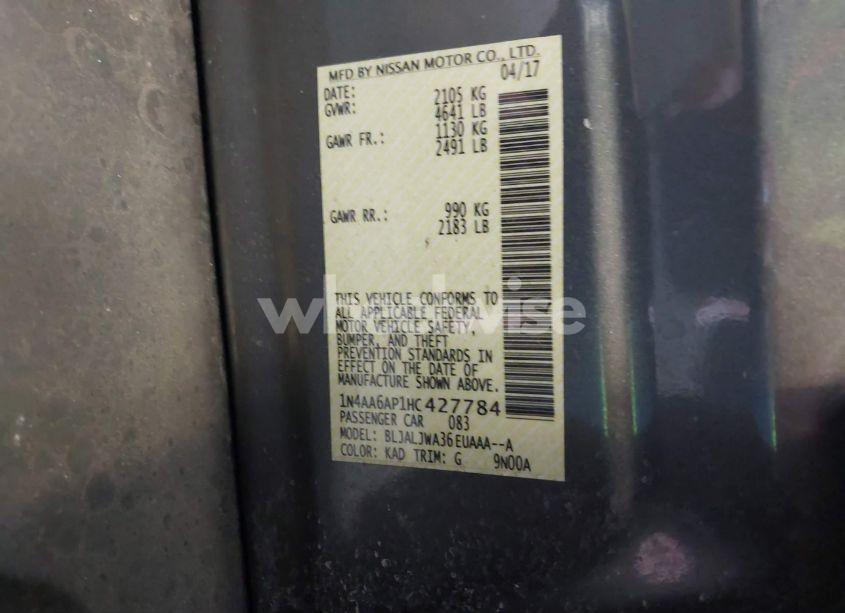 MFD BY NISSAN MOTOR CO., LTD.
DATE: 04/17
GVWR: 2105 KG
4641 LB
GAWR FR.: 1130 KG
2491 LB
GAWR RR.: 990 KG
2183 LB
THIS VEHICLE CONFORMS TO
ALL APPLICABLE FEDERAL
MOTOR VEHICLE SAFETY,
BUMPER, AND THEFT
PREVENTION STANDARDS IN
EFFECT ON THE DATE OF
MANUFACTURE SHOWN ABOVE.
1N4AA6AP1HC427784
PASSENGER CAR 083
MODEL: BLJALJWA36EUAAA--A
COLOR: KAD TRIM: G 9N00A